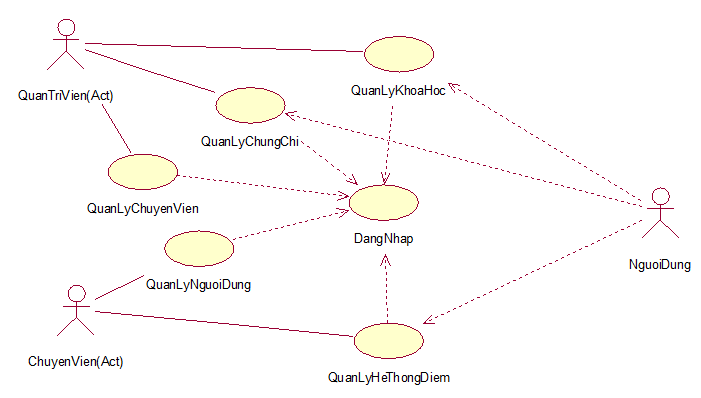 QuanTriVien(Act)
QuanLyKhoaHoc
QuanLyChungChi
QuanLyChuyenVien
DangNhap
NguoiDung
QuanLyNguoiDung
ChuyenVien(Act)
QuanLyHeThongDiem